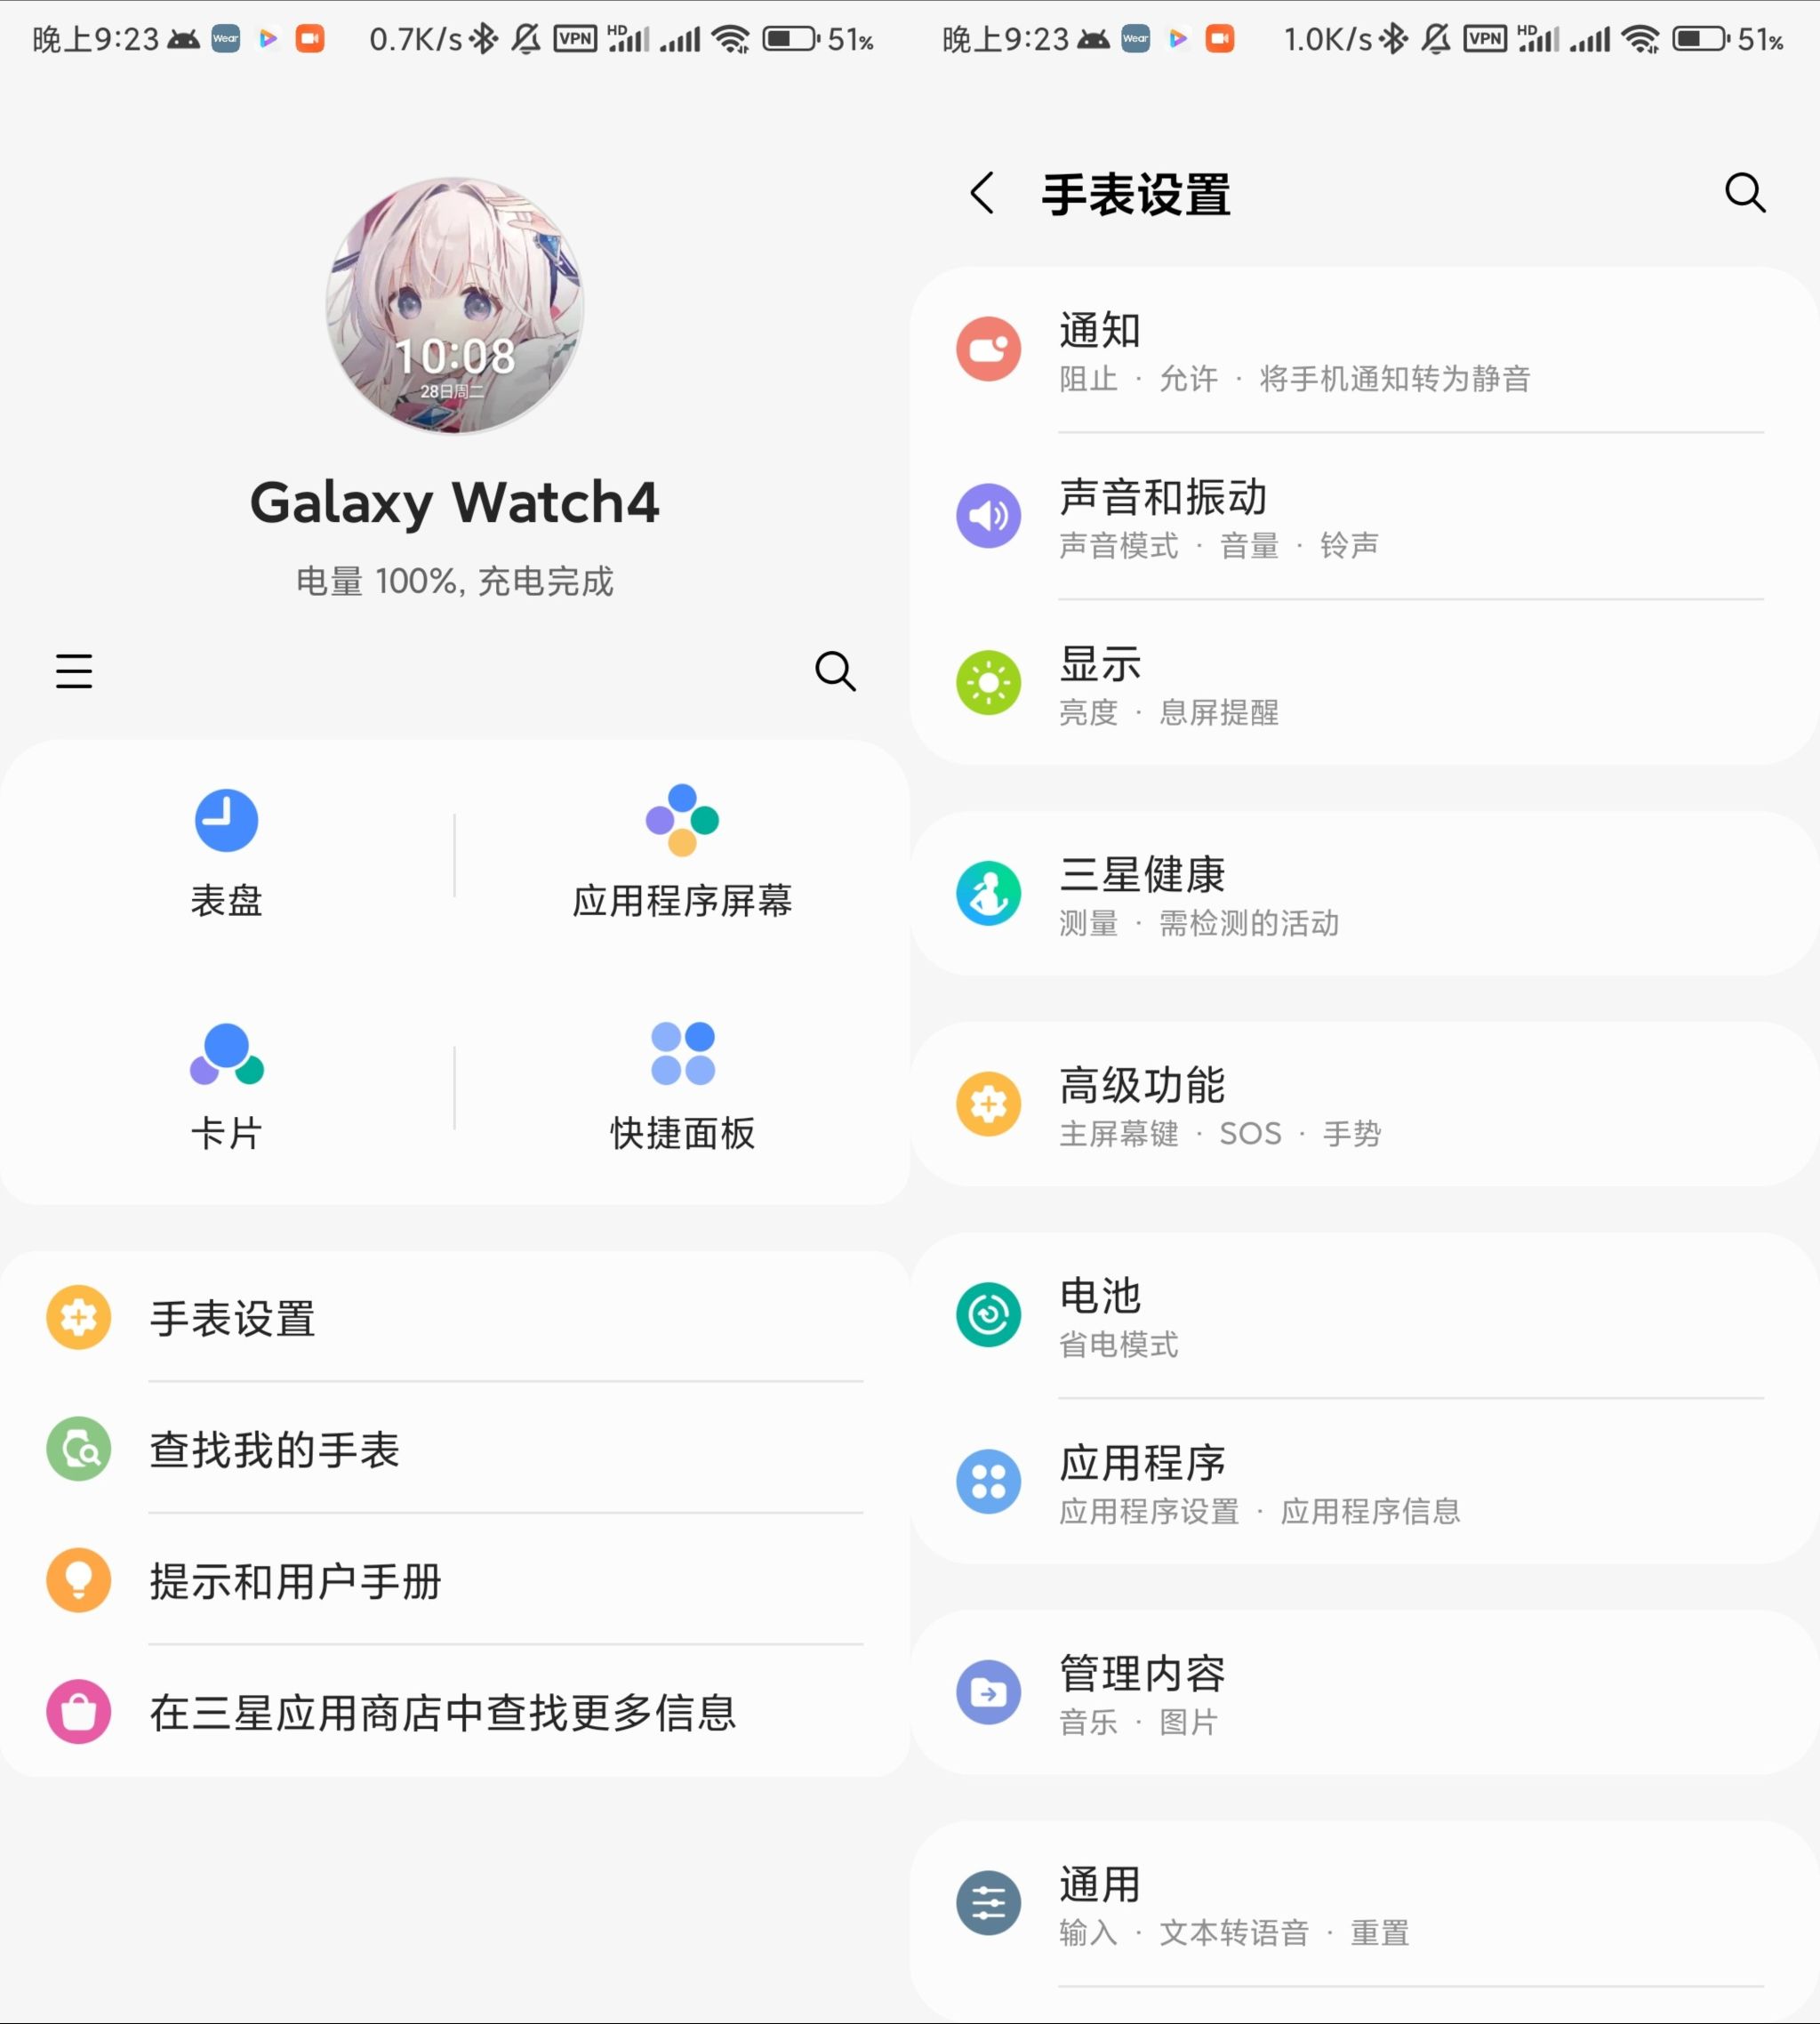 晚上9:23 Wear 0.7K/s VPN HD 51%
10:08
28日周二
Galaxy Watch4
电量 100%, 充电完成
表盘
应用程序屏幕
卡片
快捷面板
手表设置
查找我的手表
提示和用户手册
在三星应用商店中查找更多信息
晚上9:23 Wear 1.0K/s VPN HD 51%
手表设置
通知
阻止 · 允许 · 将手机通知转为静音
声音和振动
声音模式 · 音量 · 铃声
显示
亮度 · 息屏提醒
三星健康
测量 · 需检测的活动
高级功能
主屏幕键 · SOS · 手势
电池
省电模式
应用程序
应用程序设置 · 应用程序信息
管理内容
音乐 · 图片
通用
输入 · 文本转语音 · 重置